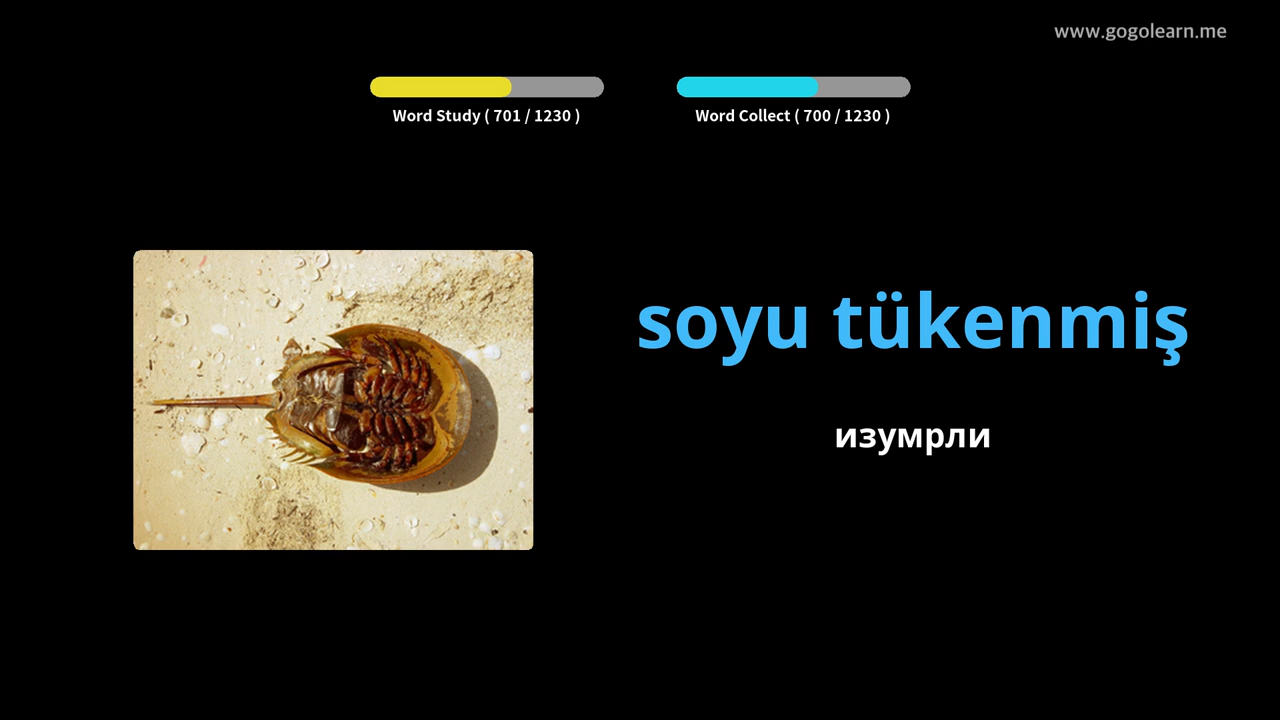 www.gogolearn.me
Word Study ( 701 / 1230 )
Word Collect ( 700 / 1230 )
soyu tükenmiş
изумрли